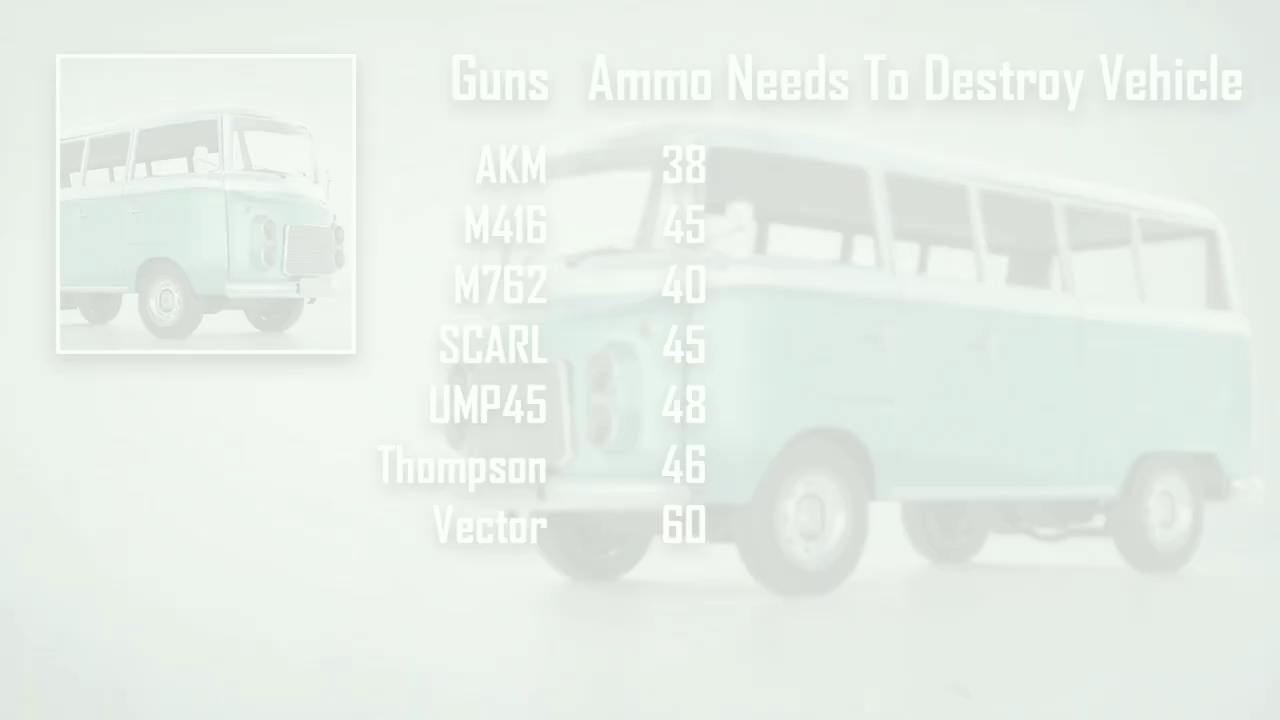 Guns Ammo Needs To Destroy Vehicle
AKM 38
M416 45
M762 40
SCARL 45
UMP45 48
Thompson 46
Vector 60